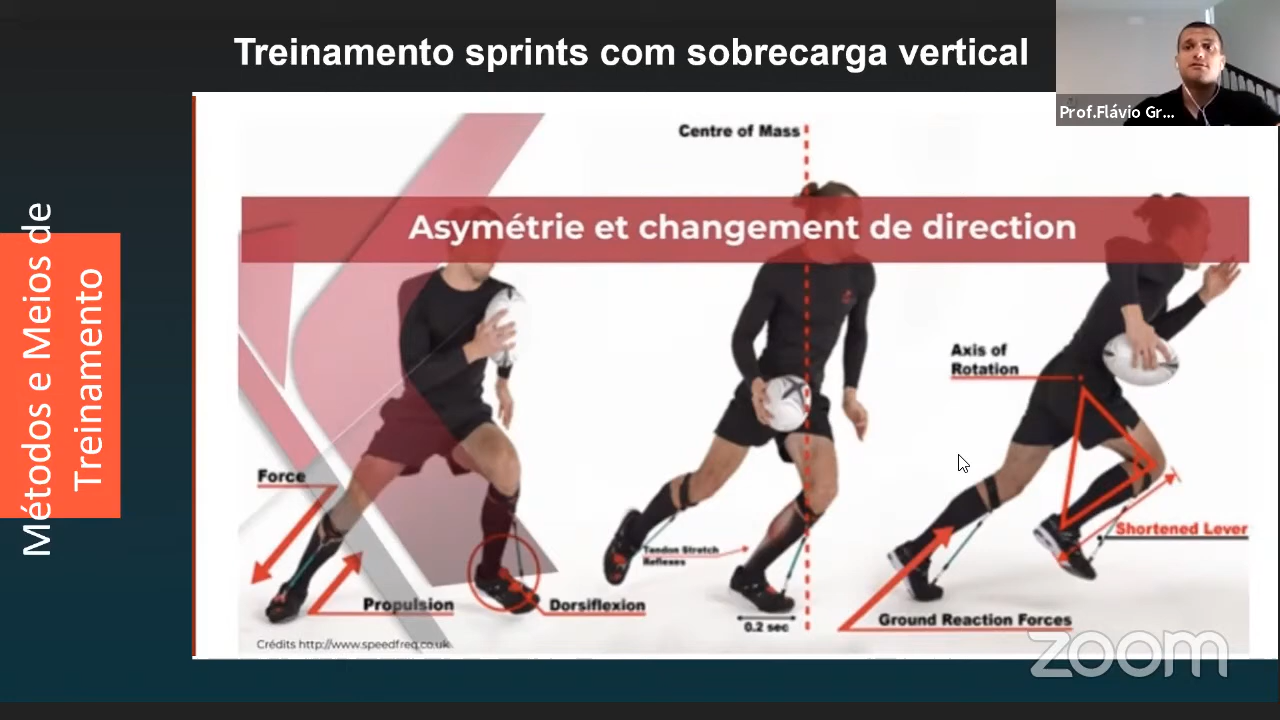 Treinamento sprints com sobrecarga vertical
Prof.Flávio Gr...
Métodos e Meios de
Treinamento
Centre of Mass
Asymétrie et changement de direction
Axis of
Rotation
Force
Shortened Lever
Tendon Stretch
Reflexes
Propulsion
Dorsiflexion
0.2 sec
Ground Reaction Forces
Crédits http://www.speedfreq.co.uk
zoom